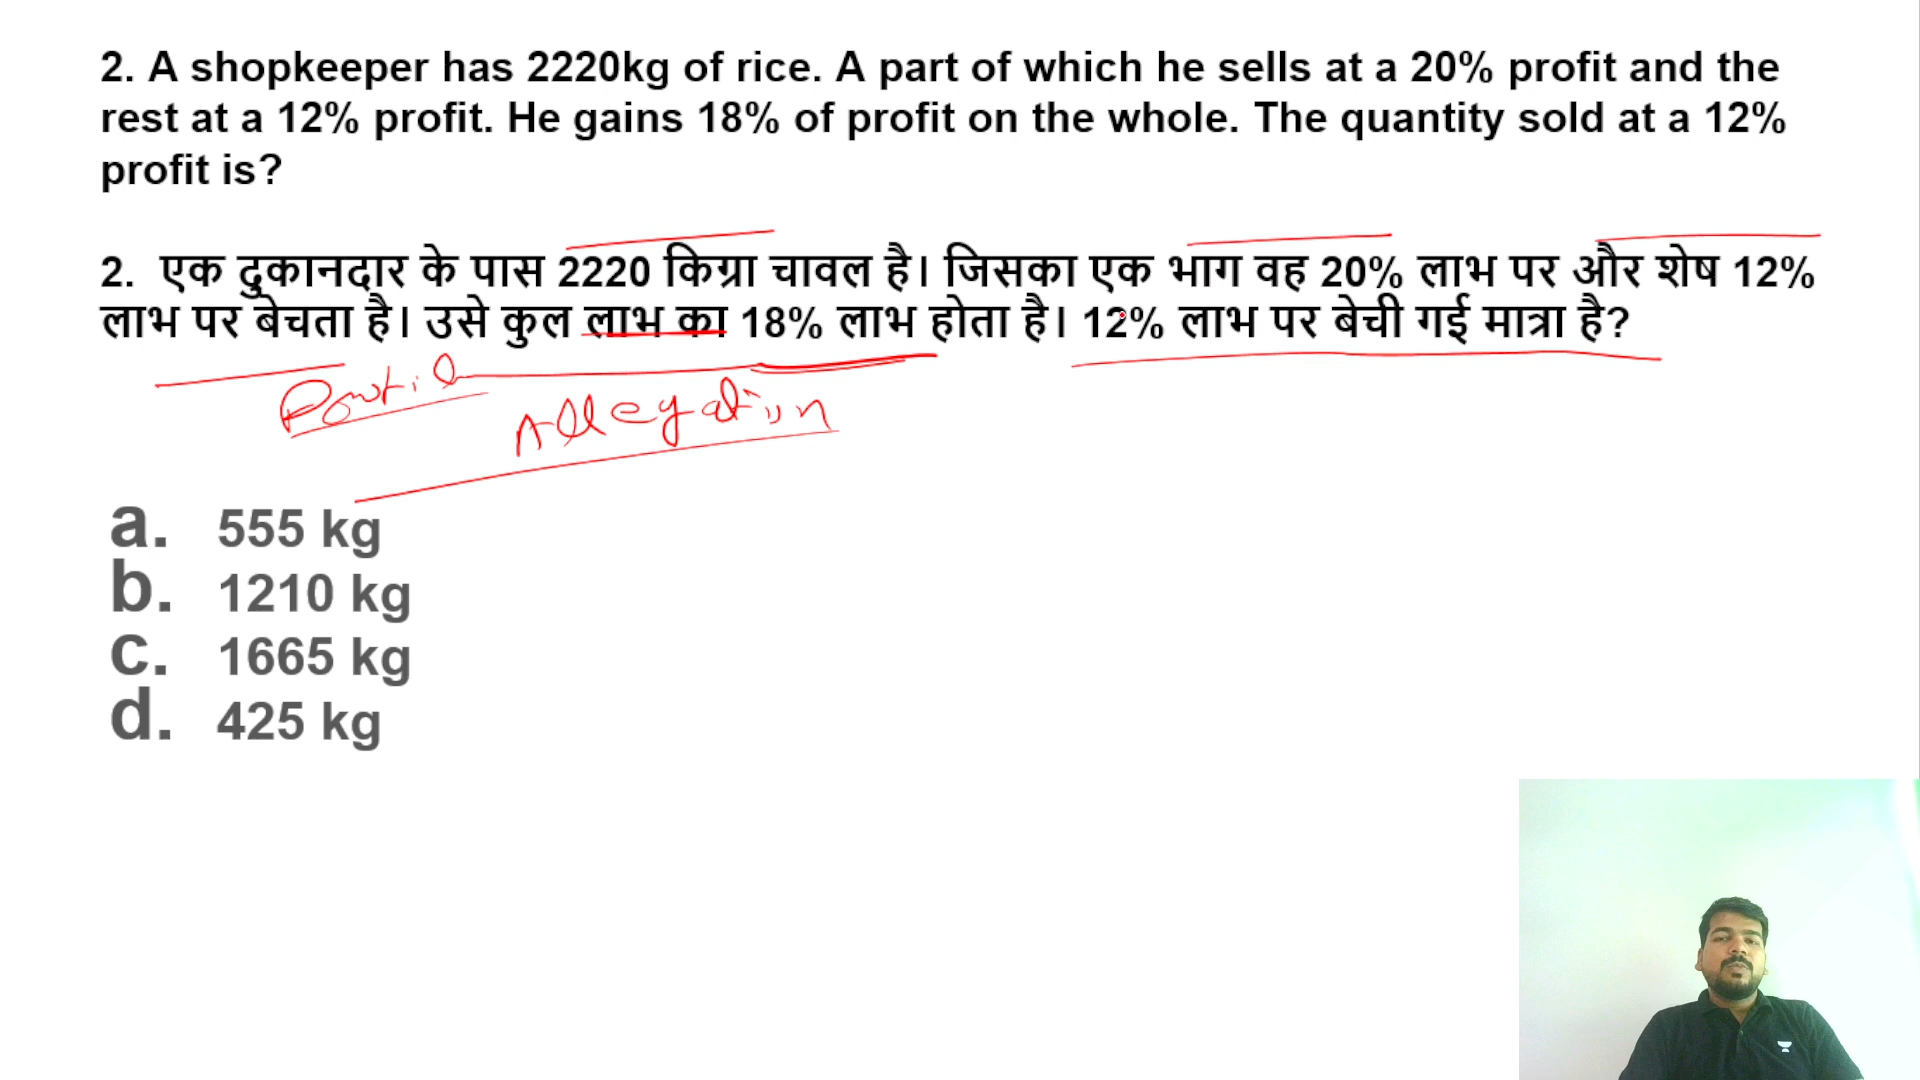 2. A shopkeeper has 2220kg of rice. A part of which he sells at a 20% profit and the
rest at a 12% profit. He gains 18% of profit on the whole. The quantity sold at a 12%
profit is?
2. एक दुकानदार के पास 2220 किग्रा चावल है। जिसका एक भाग वह 20% लाभ पर और शेष 12%
लाभ पर बेचता है। उसे कुल लाभ का 18% लाभ होता है। 12% लाभ पर बेची गई मात्रा है?
Allegation
a. 555 kg
b. 1210 kg
c. 1665 kg
d. 425 kg